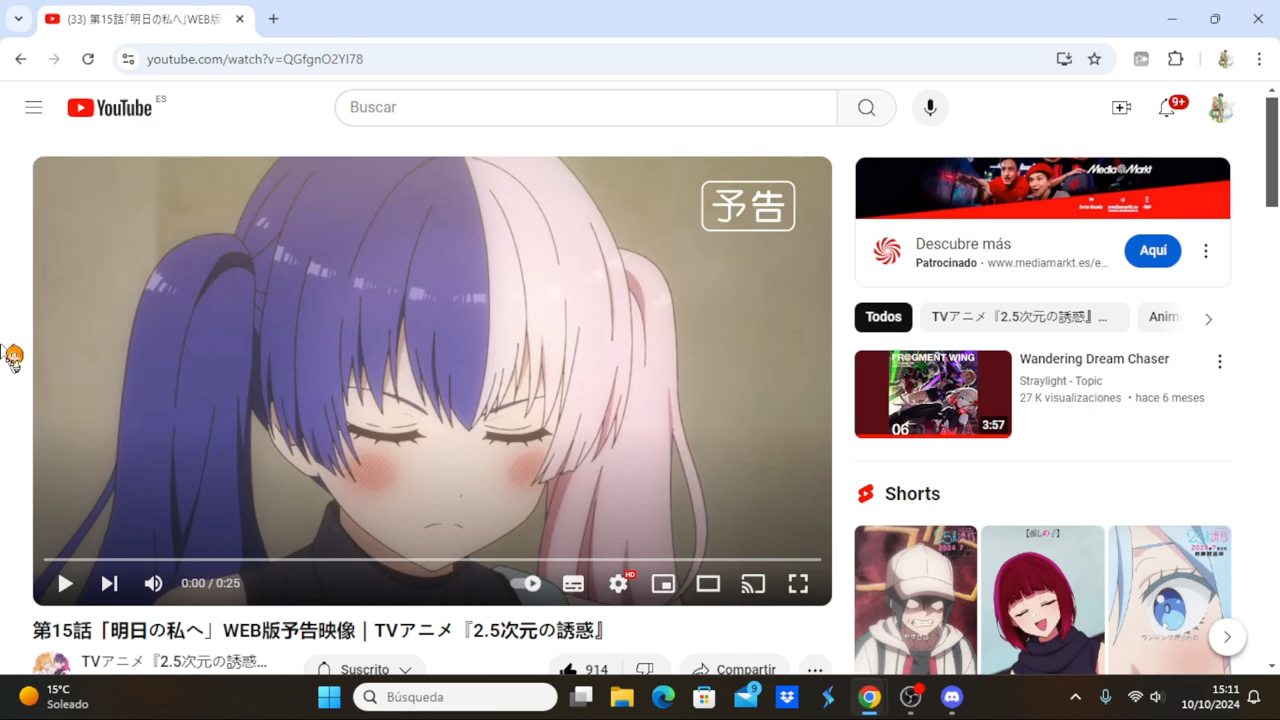 (33) 第15話「明日の私へ」WEB版
youtube.com/watch?v=QGfgnO2YI78
YouTube ES
Buscar
9+
予告
MediaMarkt
Descubre más
Patrocinado · www.mediamarkt.es/e...
Aquí
Todos
TVアニメ『2.5次元の誘惑』 ...
Anim
FRAGMENT WING
06
3:57
Wandering Dream Chaser
Straylight - Topic
27 K visualizaciones • hace 6 meses
Shorts
0:00 / 0:25
HD
第15話「明日の私へ」 WEB版予告映像｜TVアニメ『2.5次元の誘惑』
TVアニメ『2.5次元の誘惑...
Suscrito
914
Compartir
15°C
Soleado
Búsqueda
9
15:11
10/10/2024